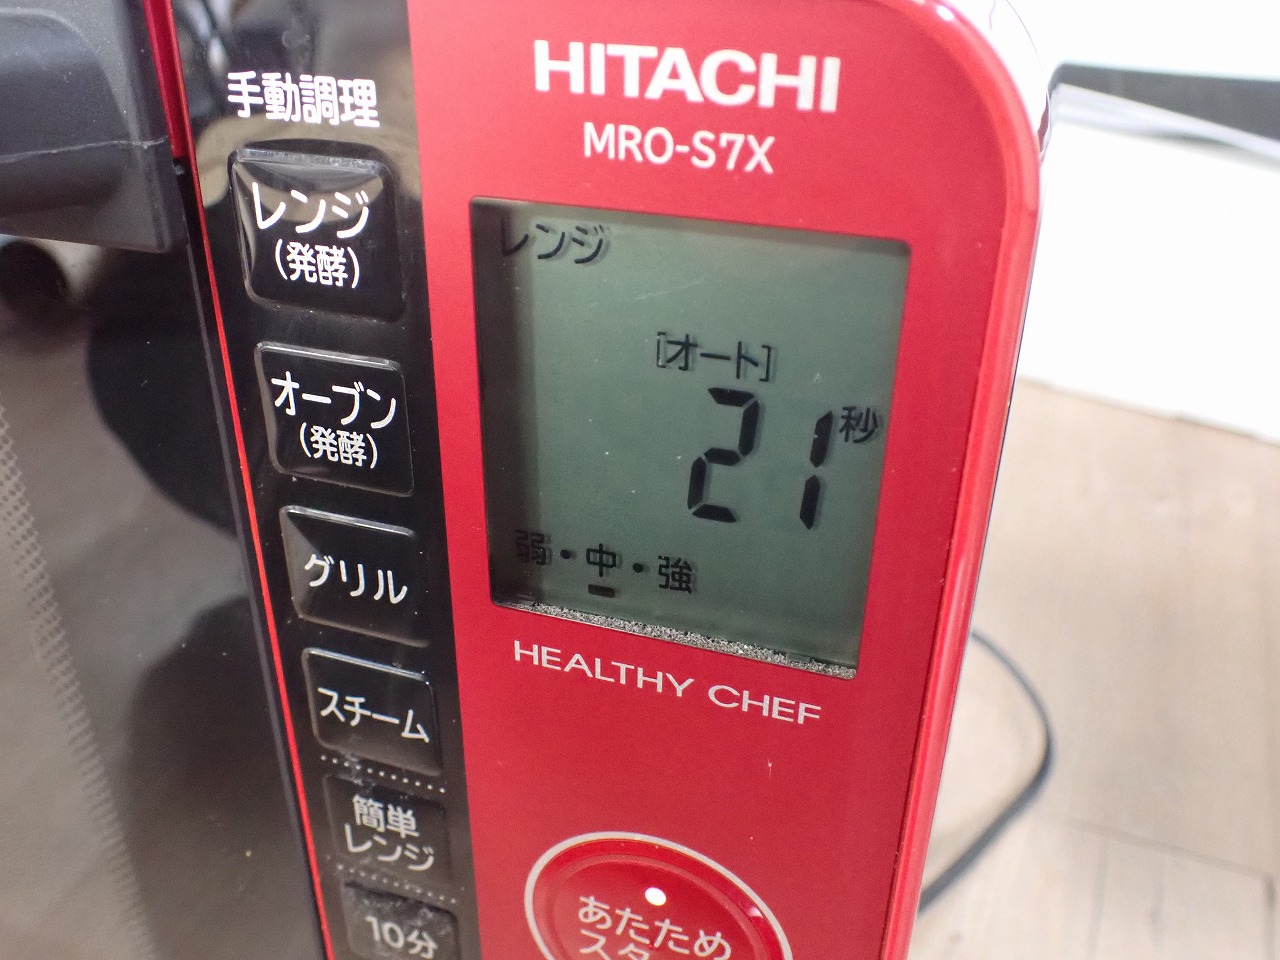 HITACHI
MRO-S7X
手動調理
レンジ
(発酵)
オーブン
(発酵)
グリル
スチーム
簡単
レンジ
10分
レンジ
[オート]
21秒
弱・中・強
HEALTHY CHEF
あたため
スタ